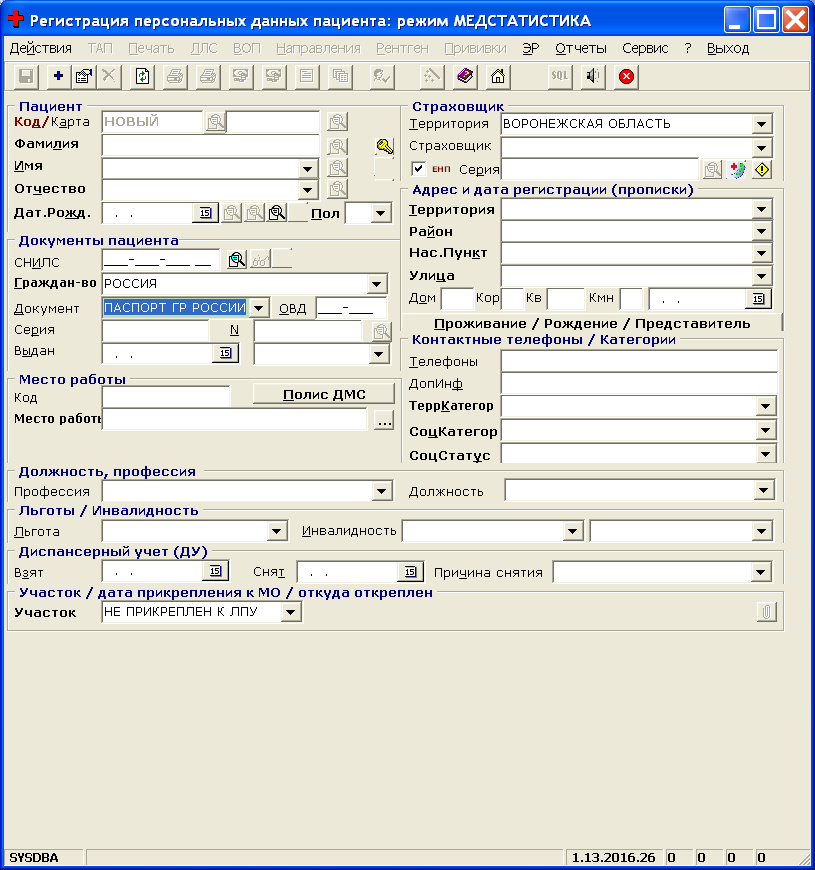 Регистрация персональных данных пациента: режим МЕДСТАТИСТИКА
Действия ТАП Печать ДЛС ВОП Направления Рентген Прививки ЭР Отчеты Сервис ? Выход
SQL
Пациент
Код/Карта НОВЫЙ
Фамилия
Имя
Отчество
Дат.Рожд. . . 15 Пол
Документы пациента
СНИЛС ___-___-___ __
Граждан-во РОССИЯ
Документ ПАСПОРТ ГР РОССИИ ОВД ___-___
Серия N
Выдан . . 15
Место работы
Код Полис ДМС
Место работы ...
Страховщик
Территория ВОРОНЕЖСКАЯ ОБЛАСТЬ
Страховщик
ЕНП Серия
Адрес и дата регистрации (прописки)
Территория
Район
Нас.Пункт
Улица
Дом Кор Кв Кмн . . 15
Проживание / Рождение / Представитель
Контактные телефоны / Категории
Телефоны
ДопИнф
ТеррКатегор
СоцКатегор
СоцСтатус
Должность, профессия
Профессия Должность
Льготы / Инвалидность
Льгота Инвалидность
Диспансерный учет (ДУ)
Взят . . 15 Снят . . 15 Причина снятия
Участок / дата прикрепления к МО / откуда откреплен
Участок НЕ ПРИКРЕПЛЕН К ЛПУ
SYSDBA 1.13.2016.26 0 0 0 0